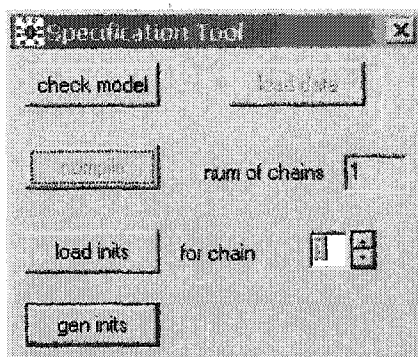 Specification Tool
check model load data
compile num of chains 1
load inits for chain 1
gen inits